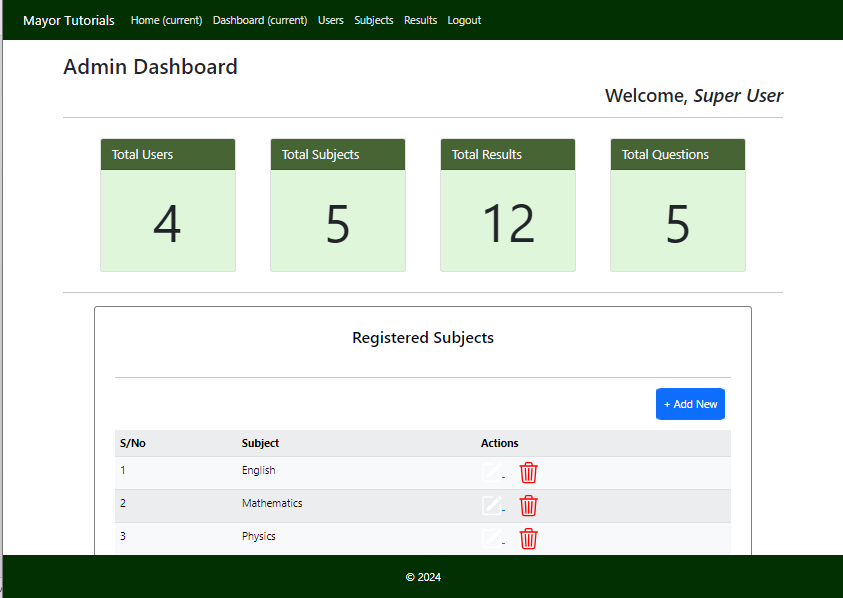 Mayor Tutorials Home (current) Dashboard (current) Users Subjects Results Logout
Admin Dashboard
Welcome, Super User
Total Users Total Subjects Total Results Total Questions
4 5 12 5
Registered Subjects
+ Add New
S/No Subject Actions
1 English
2 Mathematics
3 Physics
© 2024